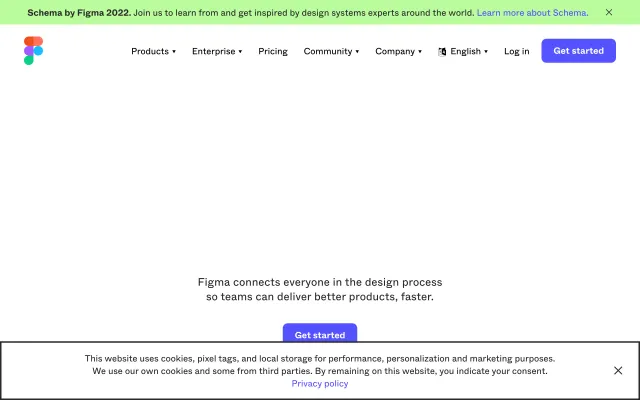 Schema by Figma 2022. Join us to learn from and get inspired by design systems experts around the world. Learn more about Schema.
Products Enterprise Pricing Community Company English Log in Get started
Figma connects everyone in the design process
so teams can deliver better products, faster.
Get started
This website uses cookies, pixel tags, and local storage for performance, personalization and marketing purposes.
We use our own cookies and some from third parties. By remaining on this website, you indicate your consent.
Privacy policy